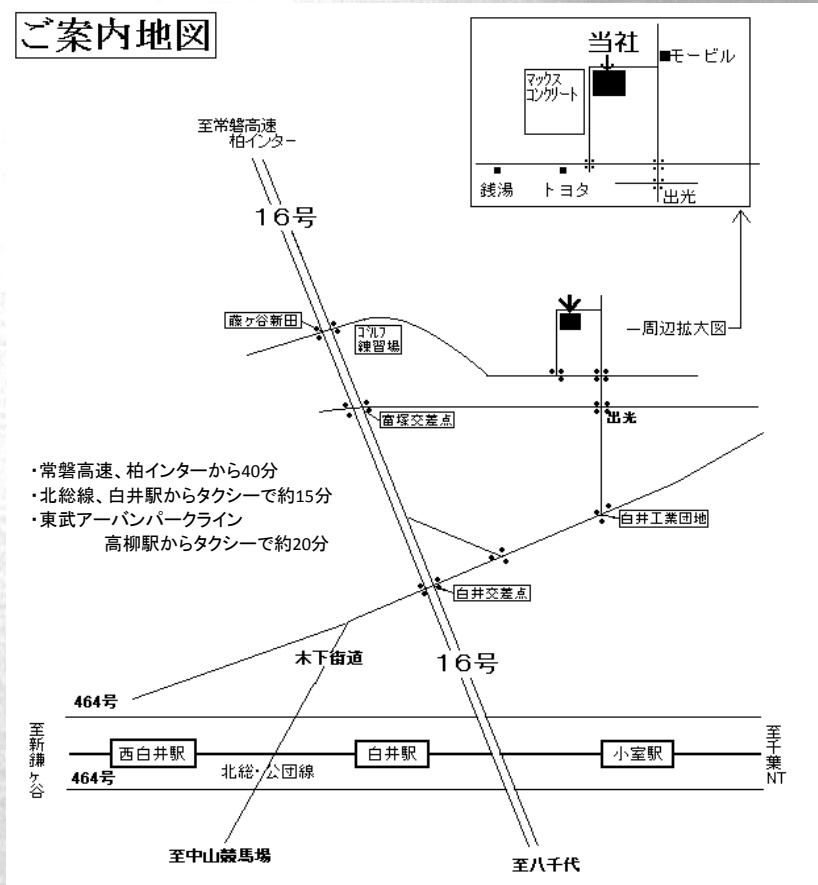 ご案内地図
当社
モービル
マックス
コンクリート
銭湯
トヨタ
出光
至常磐高速
柏インター
16号
藤ヶ谷新田
ゴルフ
練習場
周辺拡大図
富塚交差点
出光
・常磐高速、柏インターから40分
・北総線、白井駅からタクシーで約15分
・東武アーバンパークライン
高柳駅からタクシーで約20分
白井工業団地
白井交差点
木下街道
16号
464号
至新鎌ヶ谷
西白井駅
白井駅
小室駅
至千葉NT
464号
北総・公団線
至中山競馬場
至八千代